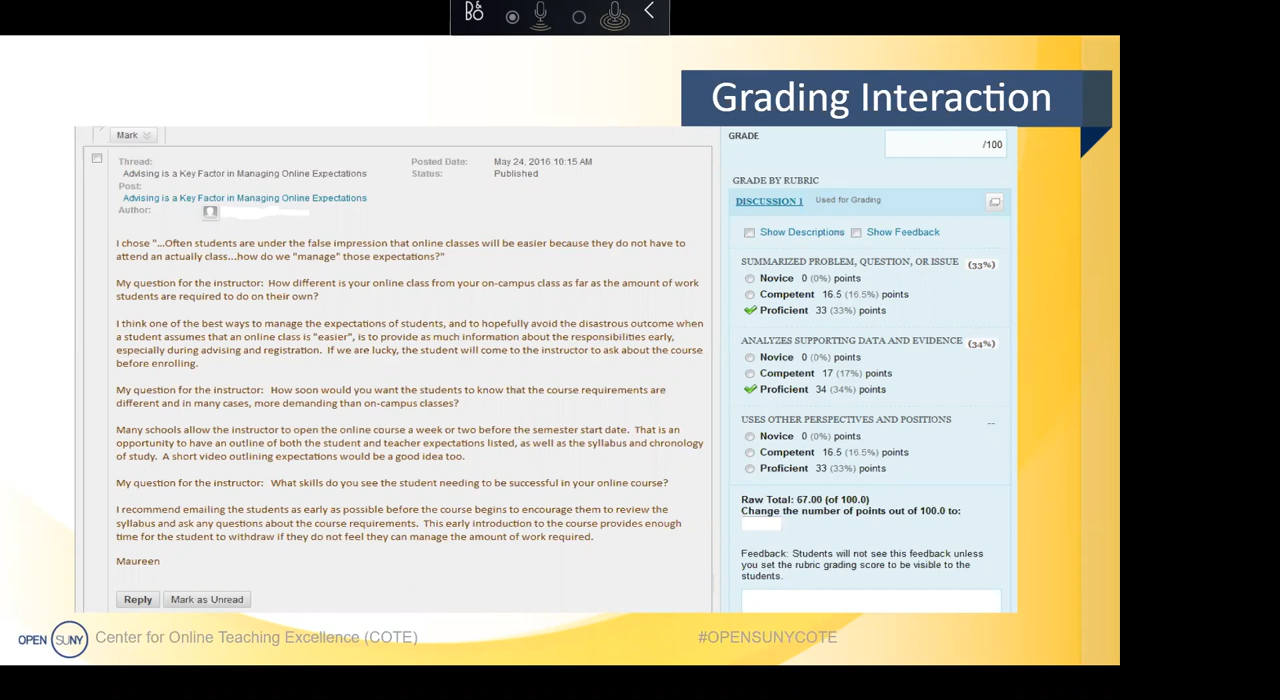 B&O
Grading Interaction
Mark
Thread:
Advising is a Key Factor in Managing Online Expectations
Post:
Advising is a Key Factor in Managing Online Expectations
Author:
Posted Date: May 24, 2016 10:15 AM
Status: Published
I chose "...Often students are under the false impression that online classes will be easier because they do not have to
attend an actually class...how do we "manage" those expectations?"
My question for the instructor: How different is your online class from your on-campus class as far as the amount of work
students are required to do on their own?
I think one of the best ways to manage the expectations of students, and to hopefully avoid the disastrous outcome when
a student assumes that an online class is "easier", is to provide as much information about the responsibilities early,
especially during advising and registration. If we are lucky, the student will come to the instructor to ask about the course
before enrolling.
My question for the instructor: How soon would you want the students to know that the course requirements are
different and in many cases, more demanding than on-campus classes?
Many schools allow the instructor to open the online course a week or two before the semester start date. That is an
opportunity to have an outline of both the student and teacher expectations listed, as well as the syllabus and chronology
of study. A short video outlining expectations would be a good idea too.
My question for the instructor: What skills do you see the student needing to be successful in your online course?
I recommend emailing the students as early as possible before the course begins to encourage them to review the
syllabus and ask any questions about the course requirements. This early introduction to the course provides enough
time for the student to withdraw if they do not feel they can manage the amount of work required.
Maureen
Reply Mark as Unread
GRADE
/100
GRADE BY RUBRIC
DISCUSSION 1 Used for Grading
Show Descriptions Show Feedback
SUMMARIZED PROBLEM, QUESTION, OR ISSUE (33%)
Novice 0 (0%) points
Competent 16.5 (16.5%) points
Proficient 33 (33%) points
ANALYZES SUPPORTING DATA AND EVIDENCE (34%)
Novice 0 (0%) points
Competent 17 (17%) points
Proficient 34 (34%) points
USES OTHER PERSPECTIVES AND POSITIONS --
Novice 0 (0%) points
Competent 16.5 (16.5%) points
Proficient 33 (33%) points
Raw Total: 67.00 (of 100.0)
Change the number of points out of 100.0 to:
Feedback: Students will not see this feedback unless
you set the rubric grading score to be visible to the
students.
OPEN SUNY Center for Online Teaching Excellence (COTE)
#OPENSUNYCOTE